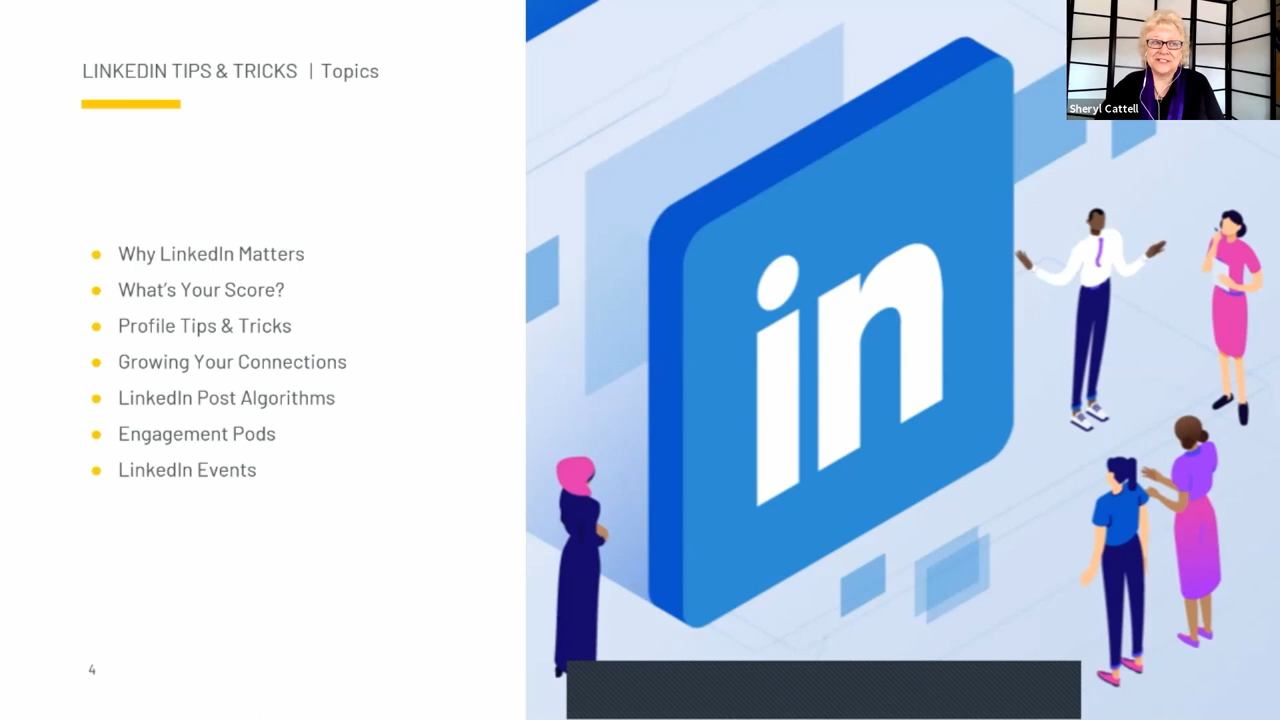 LINKEDIN TIPS & TRICKS | Topics
Why LinkedIn Matters
What's Your Score?
Profile Tips & Tricks
Growing Your Connections
LinkedIn Post Algorithms
Engagement Pods
LinkedIn Events
4
in
Sheryl Cattell